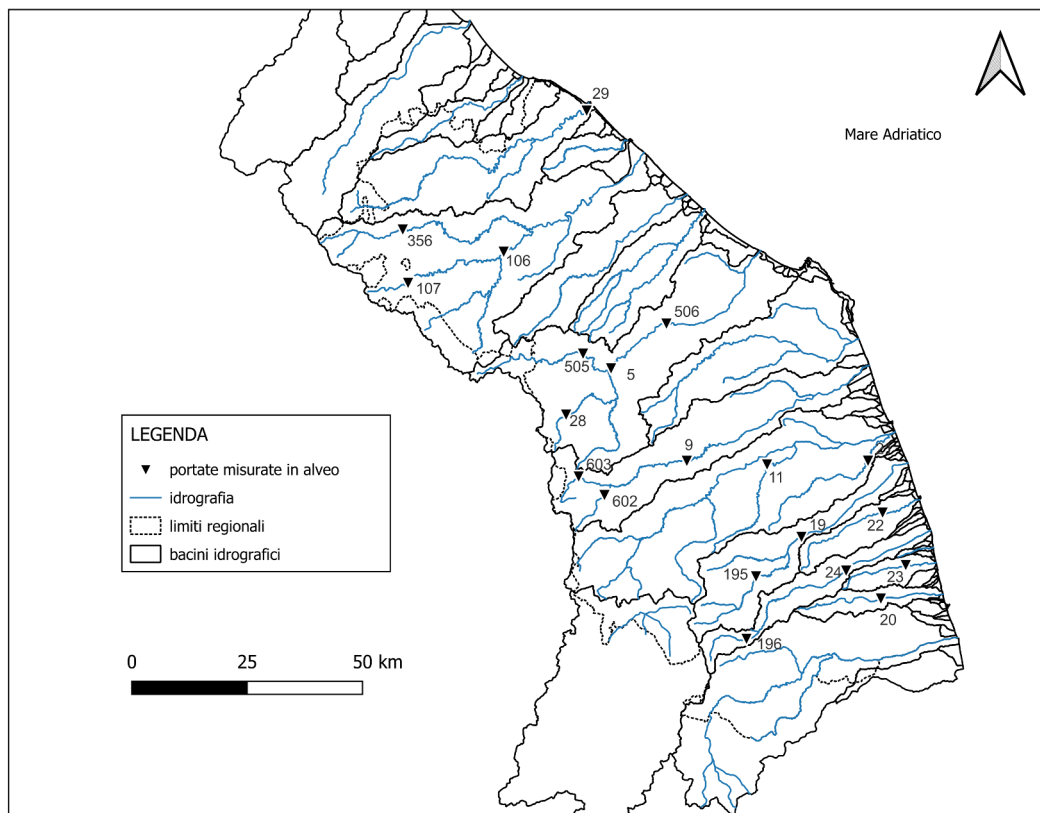 29
Mare Adriatico
356
106
107
506
505
5
28
9
603
11
602
22
19
24
23
195
20
196
LEGENDA
portate misurate in alveo
idrografia
limiti regionali
bacini idrografici
0 25 50 km